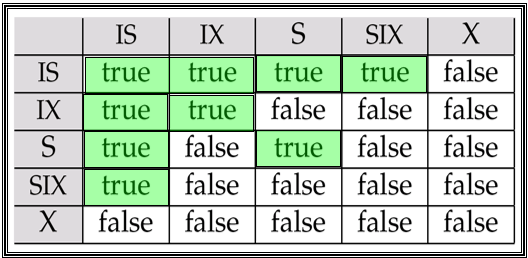 IS IX S SIX X
IS true true true true false
IX true true false false false
S true false true false false
SIX true false false false false
X false false false false false